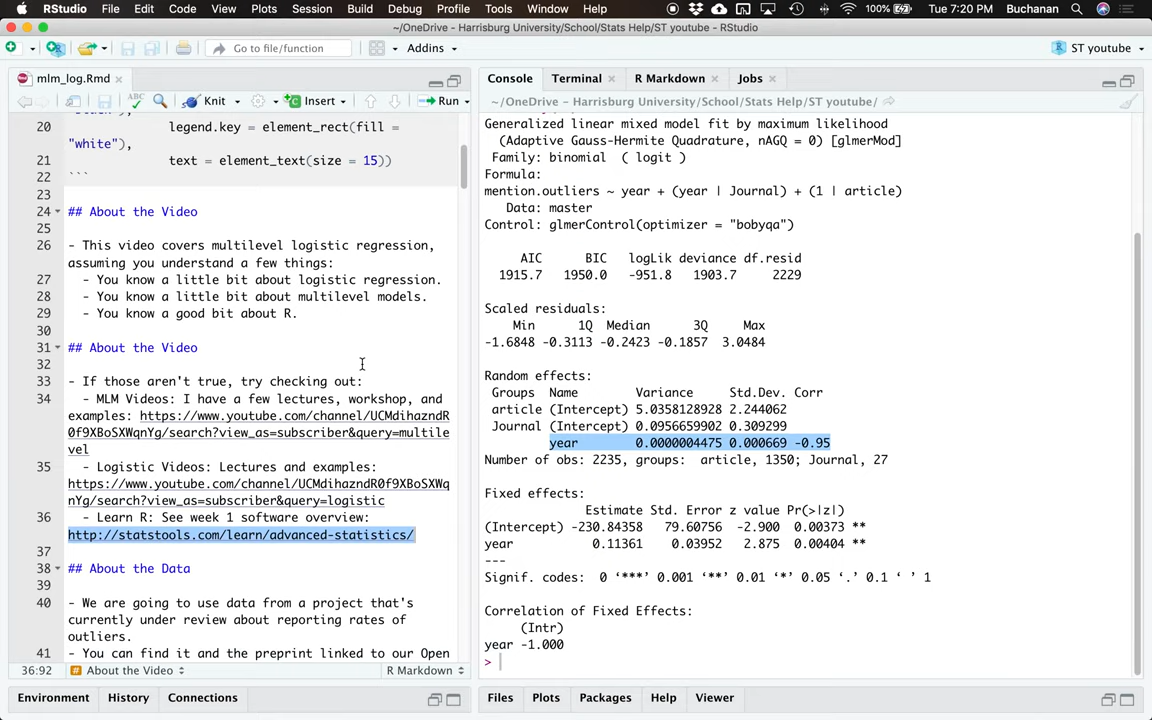 RStudio File Edit Code View Plots Session Build Debug Profile Tools Window Help 100% Tue 7:20 PM Buchanan
~/OneDrive - Harrisburg University/School/Stats Help/ST youtube - RStudio
Go to file/function Addins ST youtube
mlm_log.Rmd
ABC Knit Insert Run
20 legend.key = element_rect(fill =
"white"),
21 text = element_text(size = 15))
22 ```
23
24 ## About the Video
25
26 - This video covers multilevel logistic regression,
assuming you understand a few things:
27 - You know a little bit about logistic regression.
28 - You know a little bit about multilevel models.
29 - You know a good bit about R.
30
31 ## About the Video
32
33 - If those aren't true, try checking out:
34 - MLM Videos: I have a few lectures, workshop, and
examples: https://www.youtube.com/channel/UCMdihazndR
0f9XBoSXWqnYg/search?view_as=subscriber&query=multile
vel
35 - Logistic Videos: Lectures and examples:
https://www.youtube.com/channel/UCMdihazndR0f9XBoSXWq
nYg/search?view_as=subscriber&query=logistic
36 - Learn R: See week 1 software overview:
http://statstools.com/learn/advanced-statistics/
37
38 ## About the Data
39
40 - We are going to use data from a project that's
currently under review about reporting rates of
outliers.
41 - You can find it and the preprint linked to our Open
36:92 # About the Video R Markdown
Environment History Connections
Console Terminal R Markdown Jobs
~/OneDrive - Harrisburg University/School/Stats Help/ST youtube/
Generalized linear mixed model fit by maximum likelihood
(Adaptive Gauss-Hermite Quadrature, nAGQ = 0) [glmerMod]
Family: binomial ( logit )
Formula:
mention.outliers ~ year + (year | Journal) + (1 | article)
Data: master
Control: glmerControl(optimizer = "bobyqa")
AIC BIC logLik deviance df.resid
1915.7 1950.0 -951.8 1903.7 2229
Scaled residuals:
Min 1Q Median 3Q Max
-1.6848 -0.3113 -0.2423 -0.1857 3.0484
Random effects:
Groups Name Variance Std.Dev. Corr
article (Intercept) 5.0358128928 2.244062
Journal (Intercept) 0.0956659902 0.309299
year 0.0000004475 0.000669 -0.95
Number of obs: 2235, groups: article, 1350; Journal, 27
Fixed effects:
Estimate Std. Error z value Pr(>|z|)
(Intercept) -230.84358 79.60756 -2.900 0.00373 **
year 0.11361 0.03952 2.875 0.00404 **
---
Signif. codes: 0 ‘***’ 0.001 ‘**’ 0.01 ‘*’ 0.05 ‘.’ 0.1 ‘ ’ 1
Correlation of Fixed Effects:
(Intr)
year -1.000
>
Files Plots Packages Help Viewer